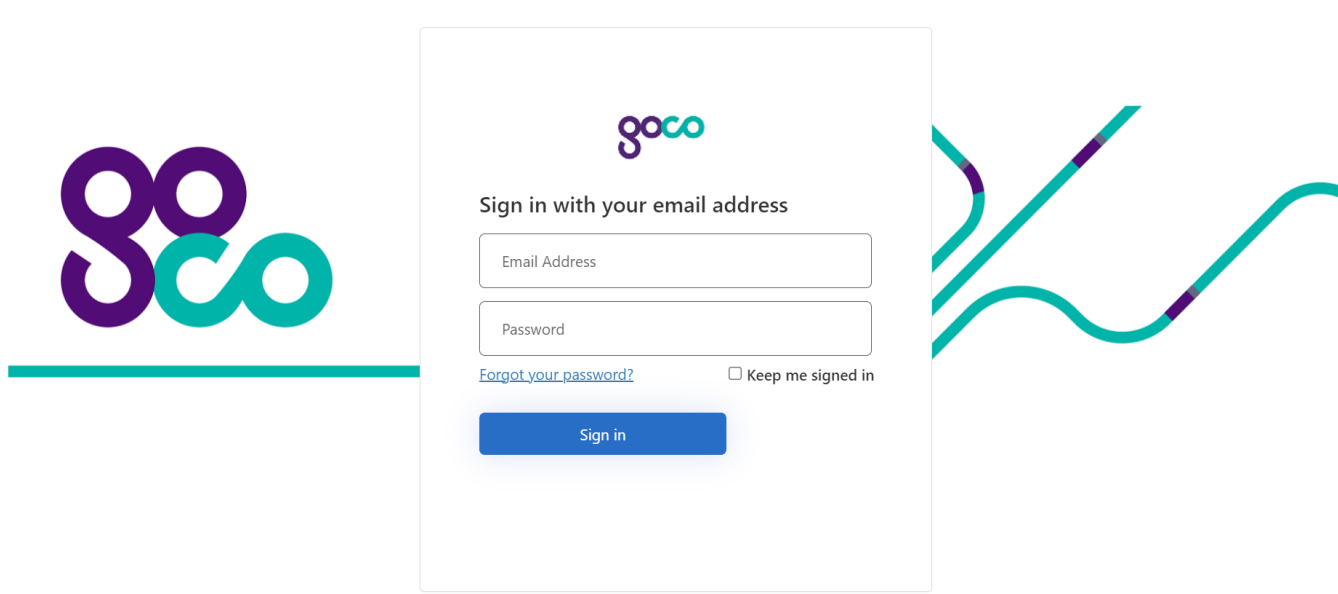 goco
goco
Sign in with your email address
Email Address
Password
Forgot your password?
Keep me signed in
Sign in